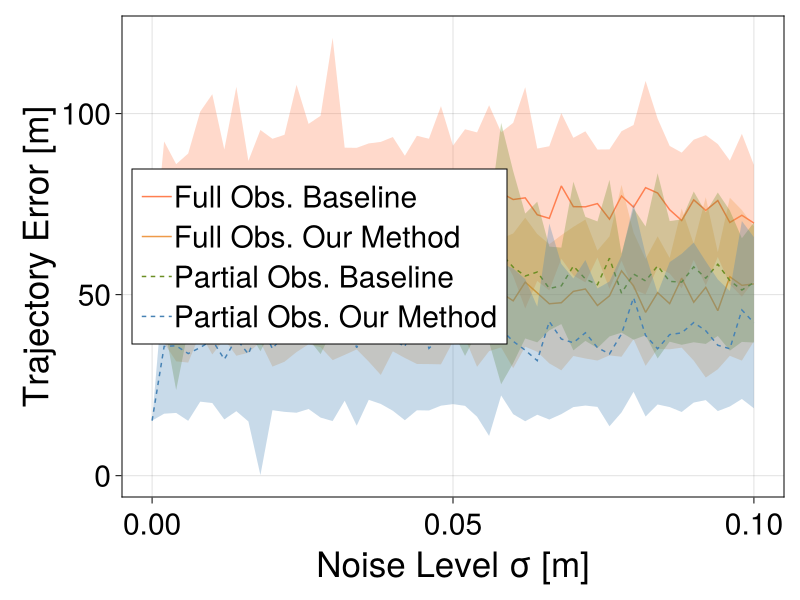 100
50
0
Trajectory Error [m]
Full Obs. Baseline
Full Obs. Our Method
Partial Obs. Baseline
Partial Obs. Our Method
0.00
0.05
0.10
Noise Level σ [m]